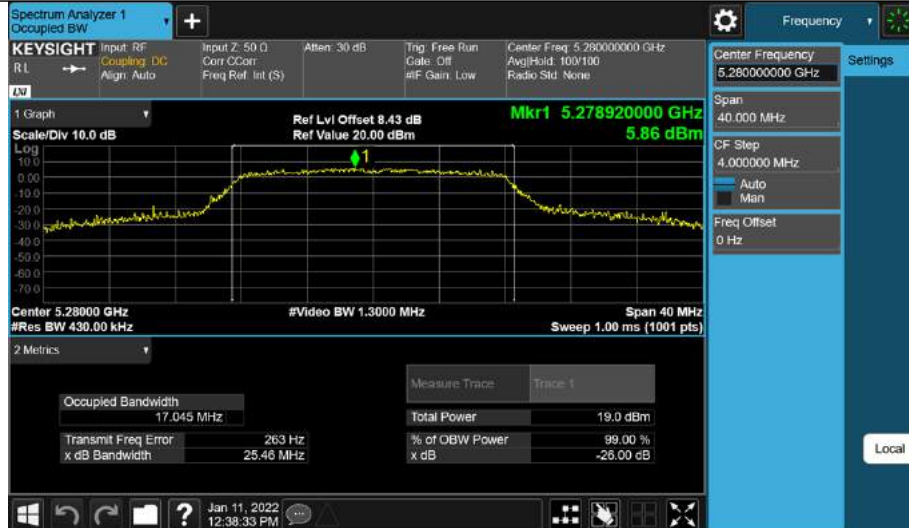 Spectrum Analyzer 1
Occupied BW
Frequency
KEYSIGHT
RL
LXI
Input: RF
Coupling: DC
Align: Auto
Input Z: 50 Ω
Corr CCorr
Freq Ref: Int (S)
Atten: 30 dB
Trig: Free Run
Gate: Off
#IF Gain: Low
Center Freq: 5.280000000 GHz
Avg|Hold: 100/100
Radio Std: None
Center Frequency
5.280000000 GHz
Settings
Span
40.000 MHz
CF Step
4.000000 MHz
Auto
Man
Freq Offset
0 Hz
Local
1 Graph
Scale/Div 10.0 dB
Ref Lvl Offset 8.43 dB
Ref Value 20.00 dBm
Mkr1 5.278920000 GHz
5.86 dBm
Log
10.0
0.00
-10.0
-20.0
-30.0
-40.0
-50.0
-60.0
-70.0
1
Center 5.28000 GHz
#Res BW 430.00 kHz
#Video BW 1.3000 MHz
Span 40 MHz
Sweep 1.00 ms (1001 pts)
2 Metrics
Measure Trace
Trace 1
Occupied Bandwidth
17.045 MHz
Total Power 19.0 dBm
Transmit Freq Error 263 Hz
% of OBW Power 99.00 %
x dB Bandwidth 25.46 MHz
x dB -26.00 dB
Jan 11, 2022
12:38:33 PM